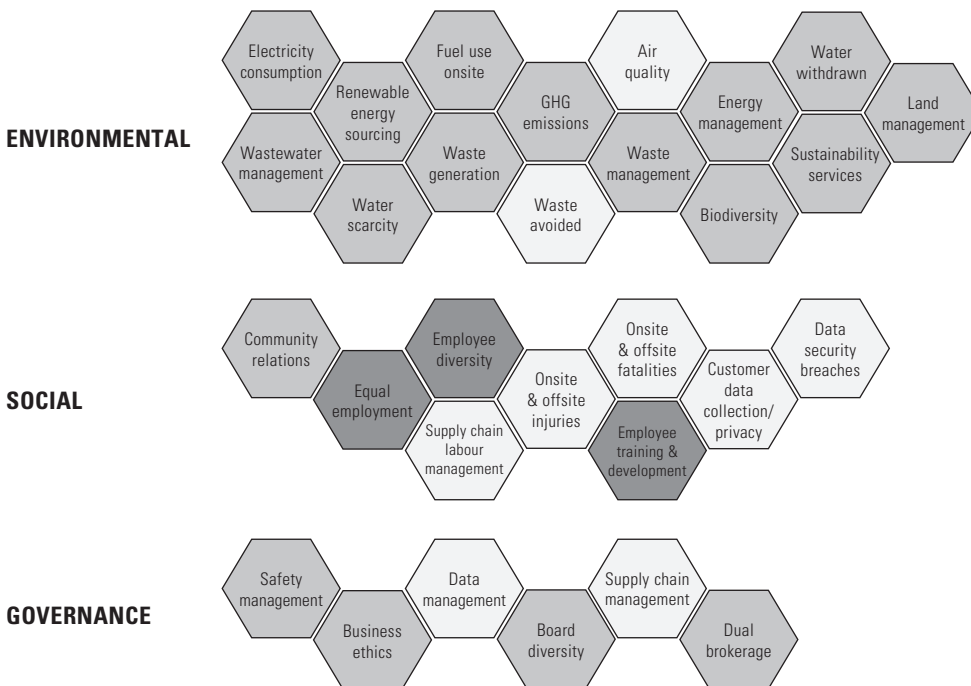 ENVIRONMENTAL
Electricity
consumption
Fuel use
onsite
Air
quality
Water
withdrawn
Renewable
energy
sourcing
GHG
emissions
Energy
management
Land
management
Wastewater
management
Waste
generation
Waste
management
Sustainability
services
Water
scarcity
Waste
avoided
Biodiversity
SOCIAL
Community
relations
Employee
diversity
Onsite
& offsite
fatalities
Data
security
breaches
Equal
employment
Onsite
& offsite
injuries
Customer
data
collection/
privacy
Supply chain
labour
management
Employee
training &
development
GOVERNANCE
Safety
management
Data
management
Supply chain
management
Business
ethics
Board
diversity
Dual
brokerage